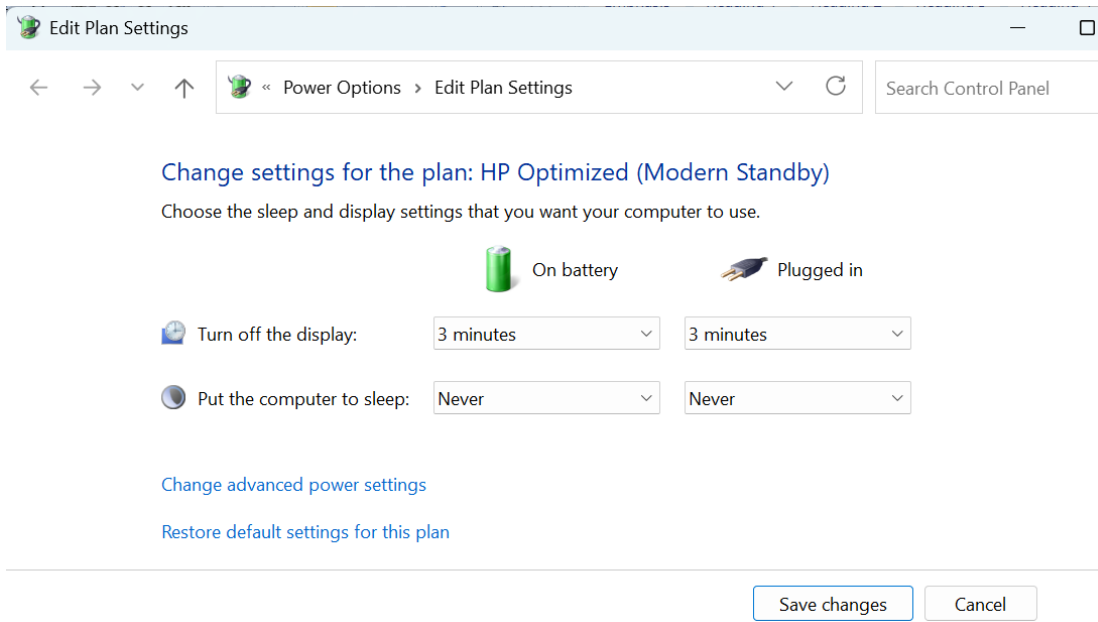 Edit Plan Settings
« Power Options › Edit Plan Settings
Search Control Panel
Change settings for the plan: HP Optimized (Modern Standby)
Choose the sleep and display settings that you want your computer to use.
On battery Plugged in
Turn off the display: 3 minutes 3 minutes
Put the computer to sleep: Never Never
Change advanced power settings
Restore default settings for this plan
Save changes Cancel